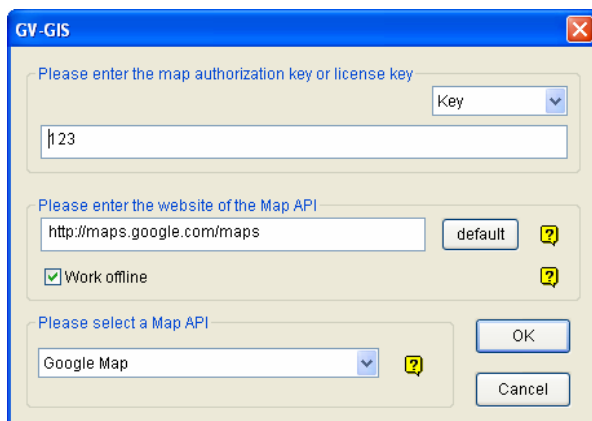 GV-GIS
Please enter the map authorization key or license key
Key
123
Please enter the website of the Map API
http://maps.google.com/maps
default
?
Work offline
?
Please select a Map API
OK
Google Map
?
Cancel